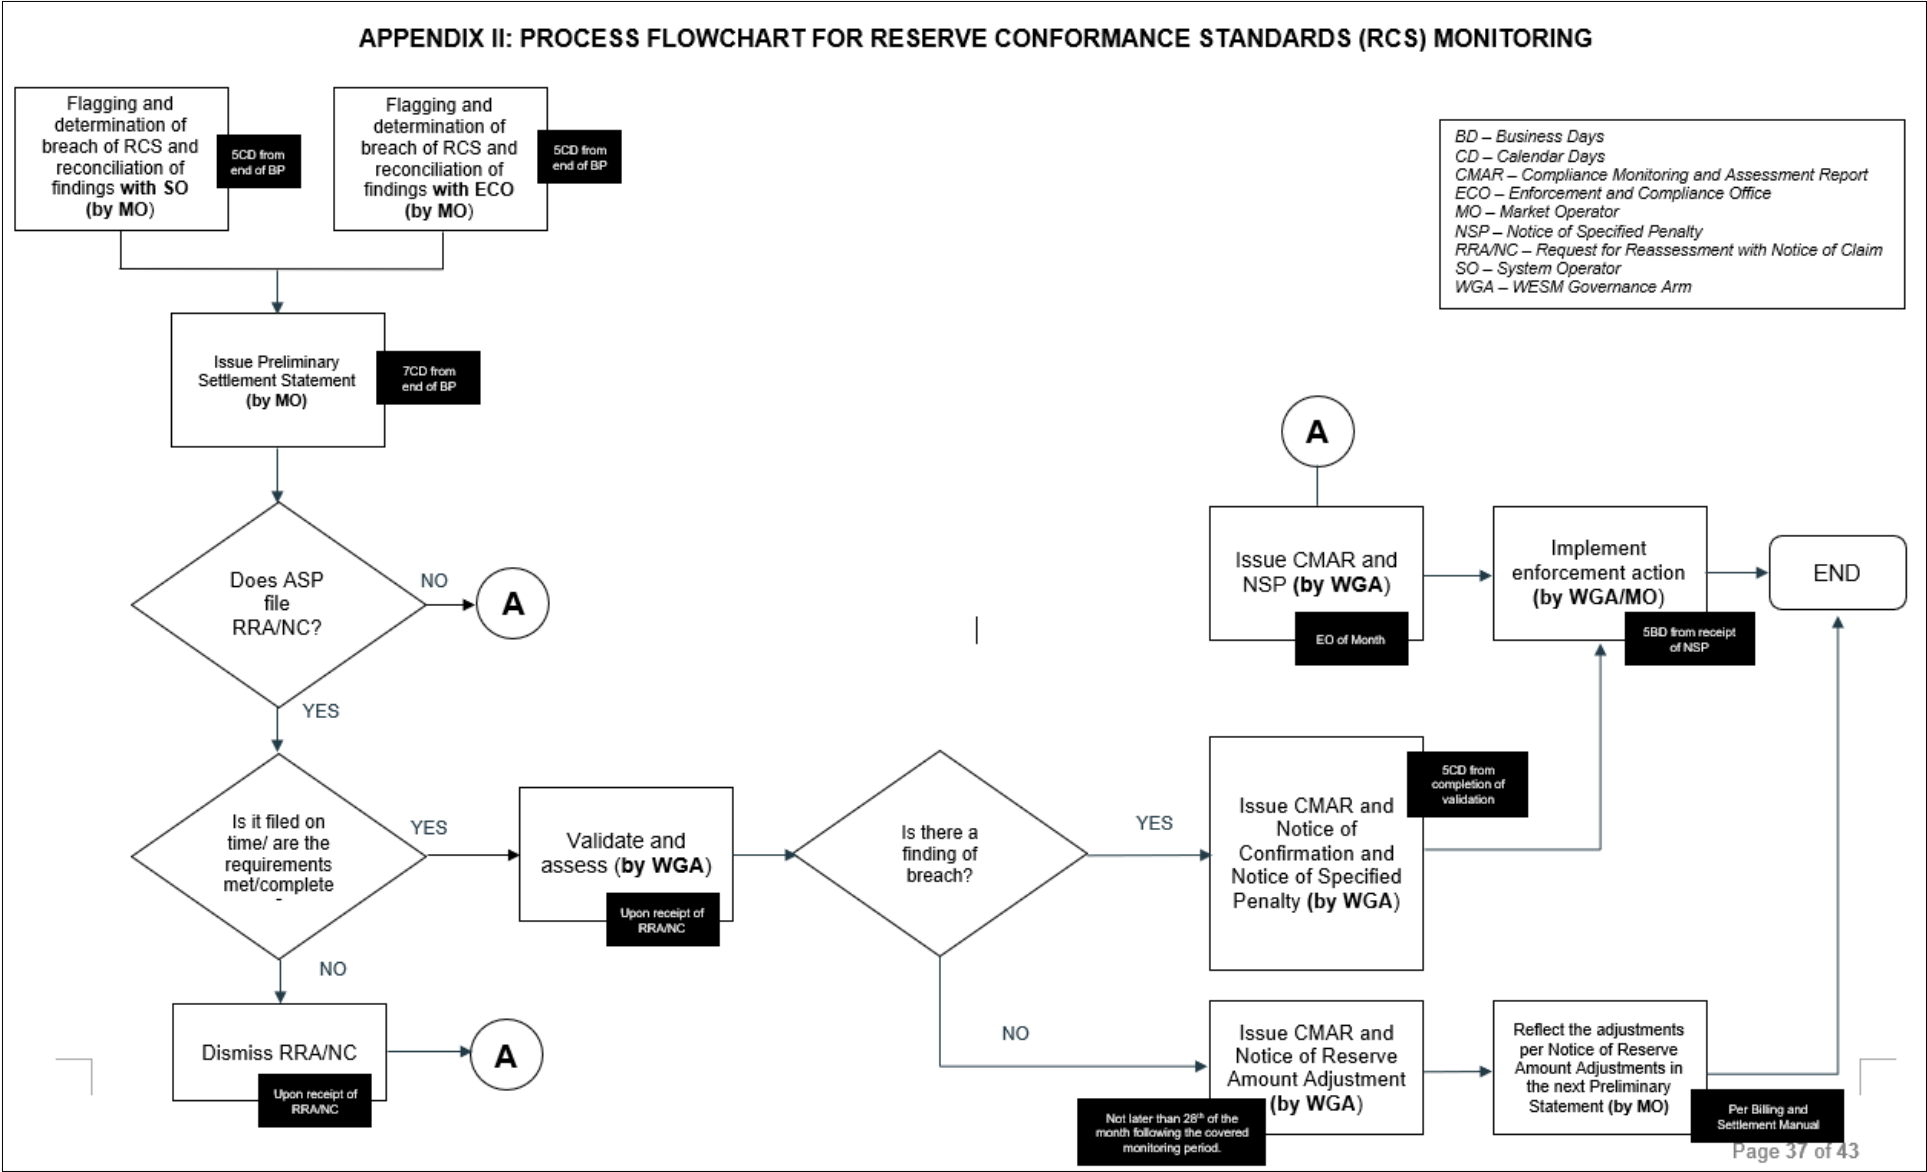 APPENDIX II: PROCESS FLOWCHART FOR RESERVE CONFORMANCE STANDARDS (RCS) MONITORING
Flagging and
determination of
breach of RCS and
reconciliation of
findings with SO
(by MO)
5CD from
end of BP
Flagging and
determination of
breach of RCS and
reconciliation of
findings with ECO
(by MO)
5CD from
end of BP
BD – Business Days
CD – Calendar Days
CMAR – Compliance Monitoring and Assessment Report
ECO – Enforcement and Compliance Office
MO – Market Operator
NSP – Notice of Specified Penalty
RRA/NC – Request for Reassessment with Notice of Claim
SO – System Operator
WGA – WESM Governance Arm
Issue Preliminary
Settlement Statement
(by MO)
7CD from
end of BP
Does ASP
file
RRA/NC?
NO
A
YES
Is it filed on
time/ are the
requirements
met/complete
YES
Validate and
assess (by WGA)
Upon receipt of
RRA/NC
NO
Dismiss RRA/NC
Upon receipt of
RRA/NC
A
Is there a
finding of
breach?
YES
Issue CMAR and
Notice of
Confirmation and
Notice of Specified
Penalty (by WGA)
5CD from
completion of
validation
NO
Issue CMAR and
Notice of Reserve
Amount Adjustment
(by WGA)
Not later than 28th of the
month following the covered
monitoring period.
Reflect the adjustments
per Notice of Reserve
Amount Adjustments in
the next Preliminary
Statement (by MO)
Per Billing and
Settlement Manual
A
Issue CMAR and
NSP (by WGA)
EO of Month
Implement
enforcement action
(by WGA/MO)
5BD from receipt
of NSP
END
Page 37 of 43